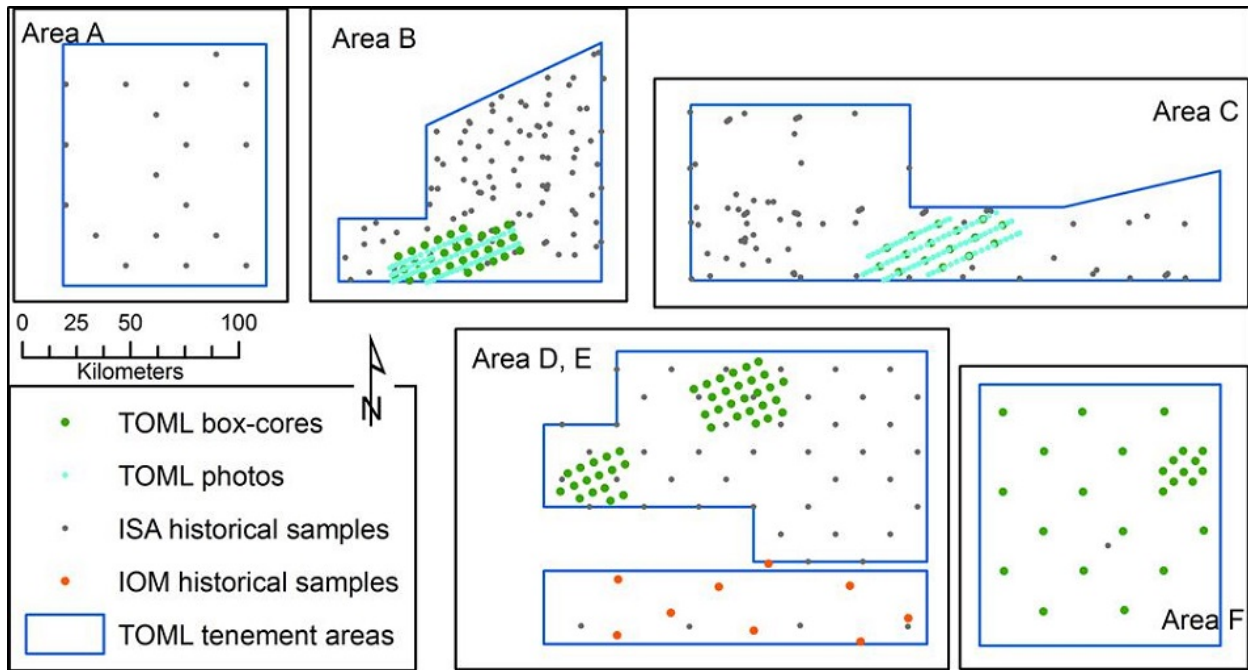 Area A
Area B
Area C
0 25 50 100
Kilometers
N
Area D, E
Area F
TOML box-cores
TOML photos
ISA historical samples
IOM historical samples
TOML tenement areas